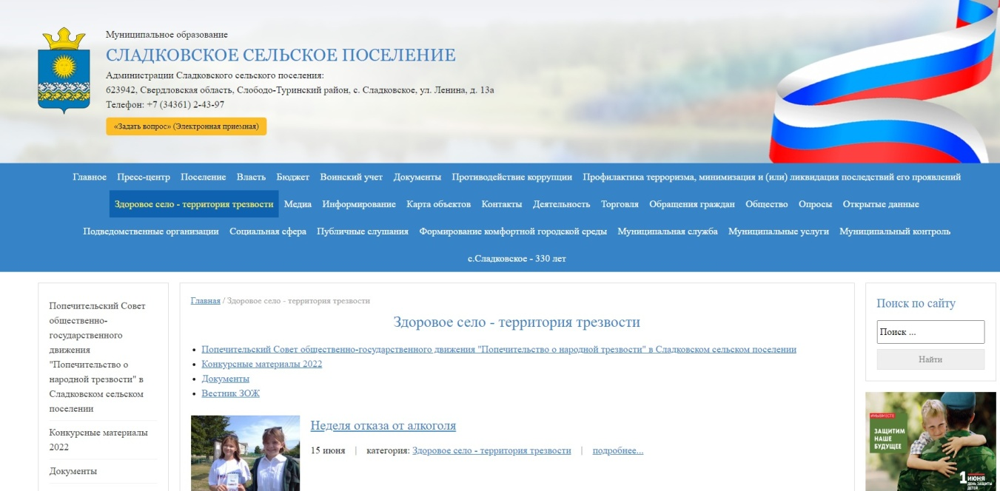 Муниципальное образование
СЛАДКОВСКОЕ СЕЛЬСКОЕ ПОСЕЛЕНИЕ
Администрации Сладковского сельского поселения:
623942, Свердловская область, Слободо-Туринский район, с. Сладковское, ул. Ленина, д. 13а
Телефон: +7 (34361) 2-43-97
«Задать вопрос» (Электронная приемная)
Главное Пресс-центр Поселение Власть Бюджет Воинский учет Документы Противодействие коррупции Профилактика терроризма, минимизация и (или) ликвидация последствий его проявлений
Здоровое село - территория трезвости Медиа Информирование Карта объектов Контакты Деятельность Торговля Обращения граждан Общество Опросы Открытые данные
Подведомственные организации Социальная сфера Публичные слушания Формирование комфортной городской среды Муниципальная служба Муниципальные услуги Муниципальный контроль
с.Сладковское - 330 лет
Попечительский Совет
общественно-
государственного
движения
"Попечительство о
народной трезвости" в
Сладковском сельском
поселении
Конкурсные материалы
2022
Документы
Главная / Здоровое село - территория трезвости
Здоровое село - территория трезвости
Попечительский Совет общественно-государственного движения "Попечительство о народной трезвости" в Сладковском сельском поселении
Конкурсные материалы 2022
Документы
Вестник ЗОЖ
Неделя отказа от алкоголя
15 июня | категория: Здоровое село - территория трезвости | подробнее...
Поиск по сайту
Поиск ...
Найти
#МЫВМЕСТЕ
ЗАЩИТИМ
НАШЕ
БУДУЩЕЕ
1 ИЮНЯ
ДЕНЬ ЗАЩИТЫ
ДЕТЕЙ